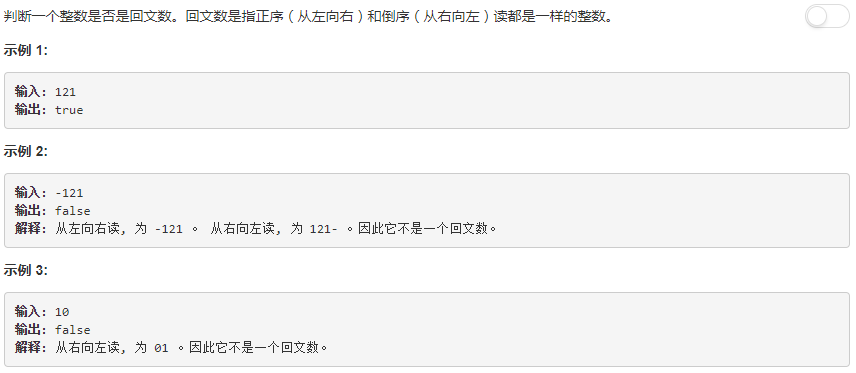 判断一个整数是否是回文数。回文数是指正序（从左向右）和倒序（从右向左）读都是一样的整数。
示例 1:
输入: 121
输出: true
示例 2:
输入: -121
输出: false
解释: 从左向右读, 为 -121 。 从右向左读, 为 121- 。因此它不是一个回文数。
示例 3:
输入: 10
输出: false
解释: 从右向左读, 为 01 。因此它不是一个回文数。